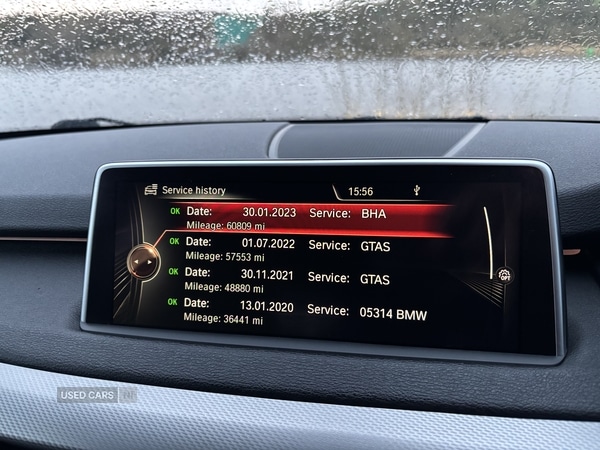 Service history 15:56
OK Date: 30.01.2023 Service: BHA
Mileage: 60809 mi
OK Date: 01.07.2022 Service: GTAS
Mileage: 57553 mi
OK Date: 30.11.2021 Service: GTAS
Mileage: 48880 mi
OK Date: 13.01.2020 Service: 05314 BMW
Mileage: 36441 mi
OFF
USED CARS NI